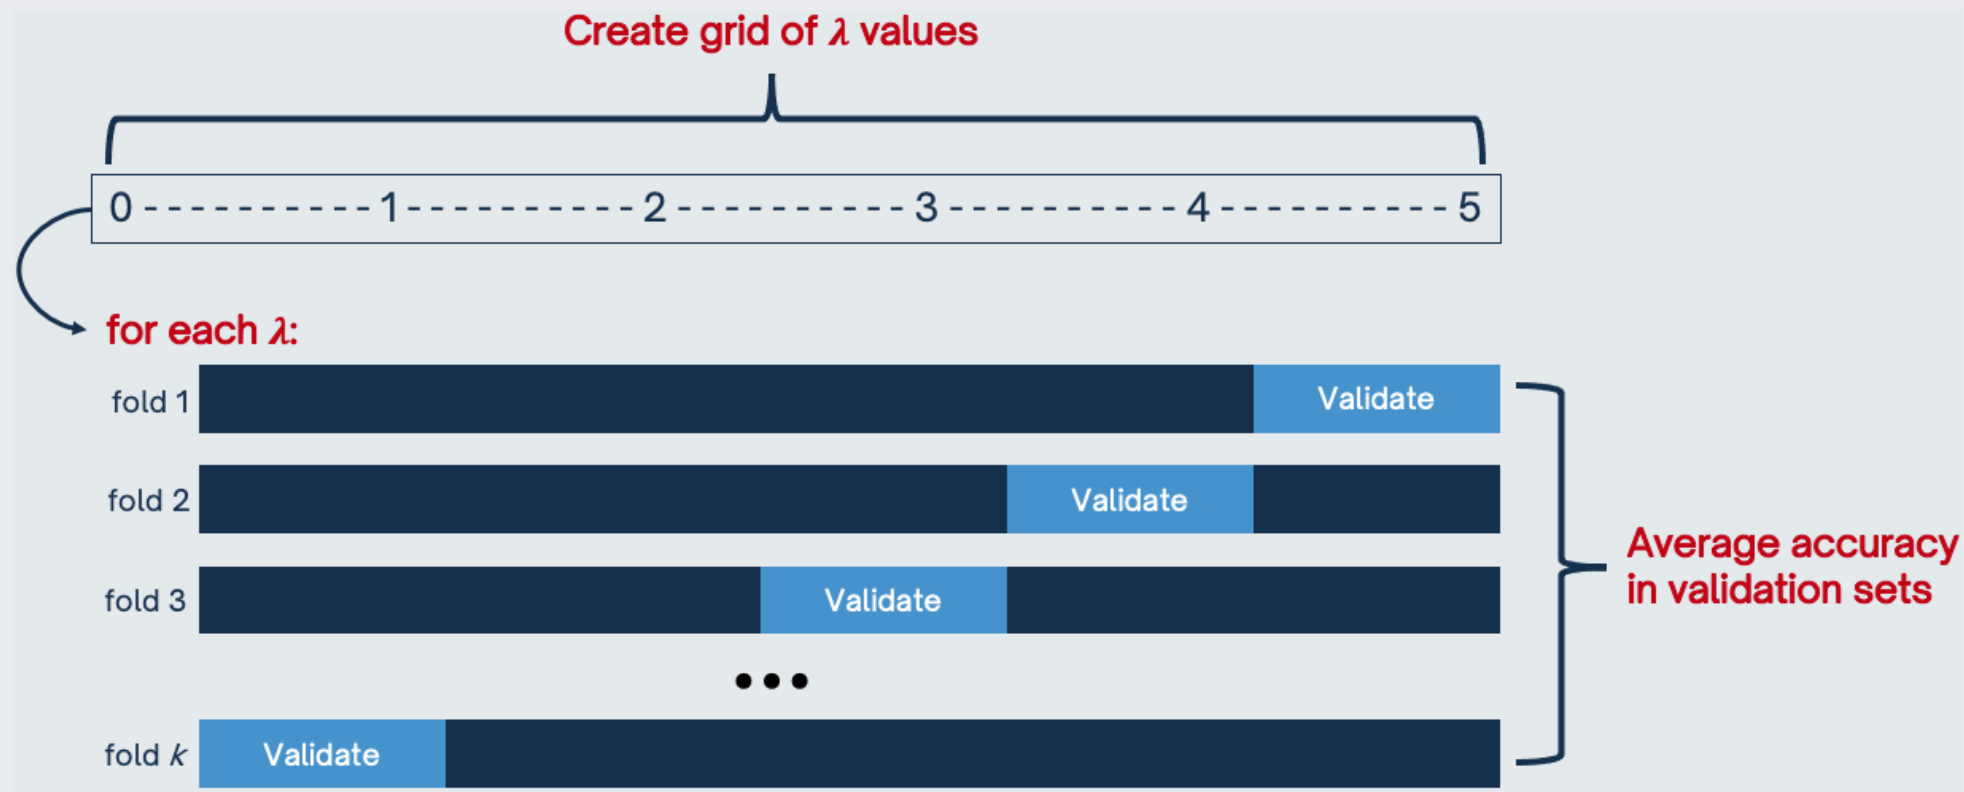 Create grid of λ values
0 - - - - - - - - - - 1 - - - - - - - - - - 2 - - - - - - - - - - 3 - - - - - - - - - - 4 - - - - - - - - - - 5
for each λ:
fold 1 Validate
fold 2 Validate
fold 3 Validate
•••
fold k Validate
Average accuracy
in validation sets